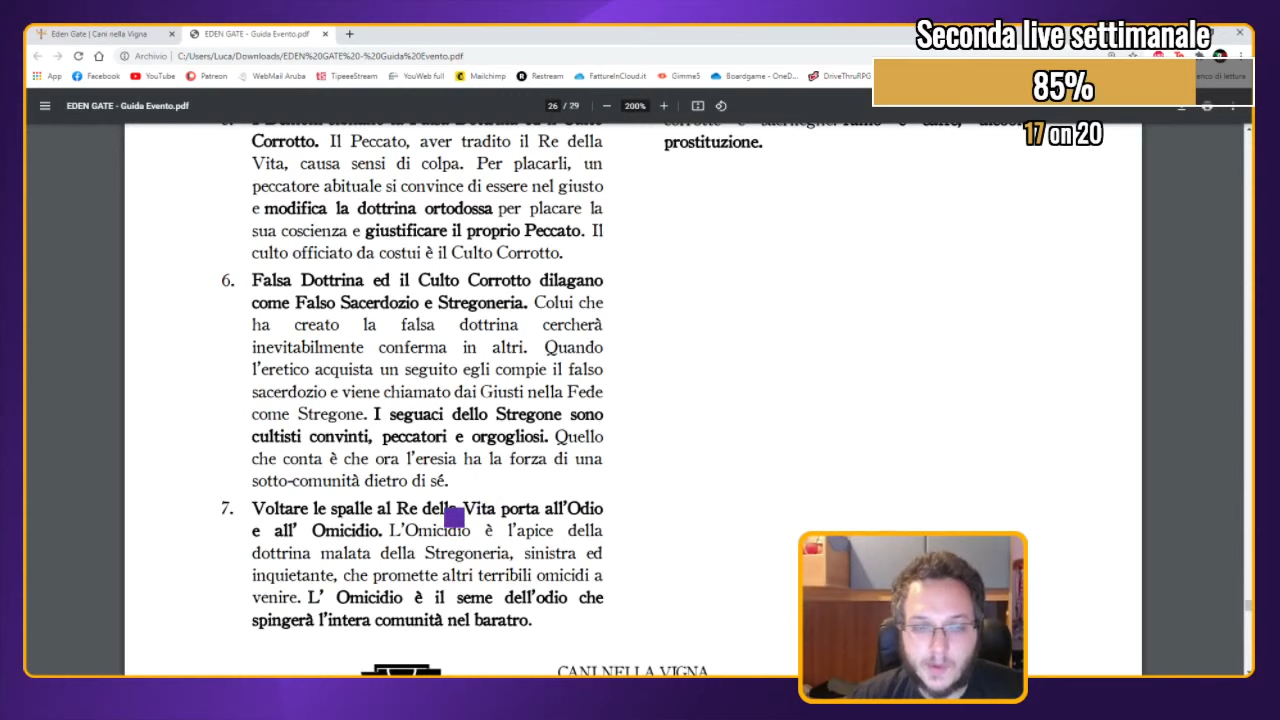 Seconda live settimanale
85%
17 on 20
Eden Gate | Cani nella Vigna
EDEN GATE - Guida Evento.pdf
Archivio
C:/Users/Luca/Downloads/EDEN%20GATE%20-%20Guida%20Evento.pdf
App Facebook YouTube Patreon WebMail Aruba TipeeeStream YouWeb full Mailchimp Restream FattureInCloud.it Gimme5 Boardgame - OneD... DriveThruRPG
di lettura
EDEN GATE - Guida Evento.pdf
26 / 29
200%
Corrotto. Il Peccato, aver tradito il Re della
Vita, causa sensi di colpa. Per placarli, un
peccatore abituale si convince di essere nel giusto
e modifica la dottrina ortodossa per placare la
sua coscienza e giustificare il proprio Peccato. Il
culto officiato da costui è il Culto Corrotto.
6. Falsa Dottrina ed il Culto Corrotto dilagano
come Falso Sacerdozio e Stregoneria. Colui che
ha creato la falsa dottrina cercherà
inevitabilmente conferma in altri. Quando
l'eretico acquista un seguito egli compie il falso
sacerdozio e viene chiamato dai Giusti nella Fede
come Stregone. I seguaci dello Stregone sono
cultisti convinti, peccatori e orgogliosi. Quello
che conta è che ora l'eresia ha la forza di una
sotto-comunità dietro di sé.
7. Voltare le spalle al Re della Vita porta all'Odio
e all' Omicidio. L'Omicidio è l'apice della
dottrina malata della Stregoneria, sinistra ed
inquietante, che promette altri terribili omicidi a
venire. L' Omicidio è il seme dell'odio che
spingerà l'intera comunità nel baratro.
prostituzione.
CANI NELLA VIGNA